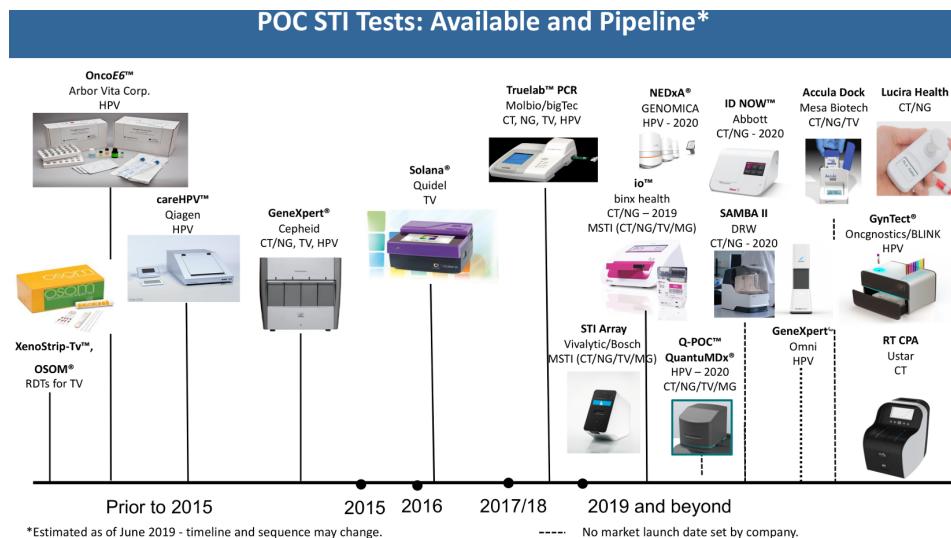 POC STI Tests: Available and Pipeline*
OncoE6™
Arbor Vita Corp.
HPV
careHPV™
Qiagen
HPV
GeneXpert®
Cepheid
CT/NG, TV, HPV
Solana®
Quidel
TV
Truelab™ PCR
Molbio/bigTec
CT, NG, TV, HPV
NEDxA®
GENOMICA
HPV - 2020
ID NOW™
Abbott
CT/NG - 2020
Accula Dock
Mesa Biotech
CT/NG/TV
Lucira Health
CT/NG
io™
binx health
CT/NG – 2019
MSTI (CT/NG/TV/MG)
SAMBA II
DRW
CT/NG - 2020
GynTect®
Oncgnostics/BLINK
HPV
osom
XenoStrip-Tv™,
OSOM®
RDTs for TV
STI Array
Vivalytic/Bosch
MSTI (CT/NG/TV/MG)
Q-POC™
QuantuMDx®
HPV – 2020
CT/NG/TV/MG
GeneXpert
Omni
HPV
RT CPA
Ustar
CT
Prior to 2015
2015
2016
2017/18
2019 and beyond
*Estimated as of June 2019 - timeline and sequence may change.
----- No market launch date set by company.